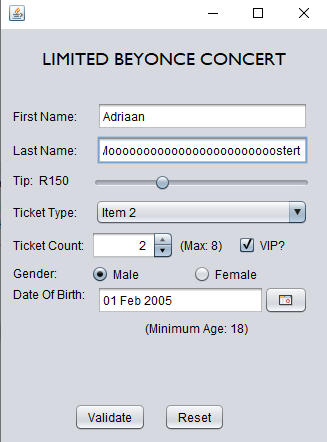 LIMITED BEYONCE CONCERT
First Name: Adriaan
Last Name:
Tip: R150
Ticket Type: Item 2
Ticket Count: 2 (Max: 8) VIP?
Gender: Male Female
Date Of Birth: 01 Feb 2005
(Minimum Age: 18)
Validate Reset